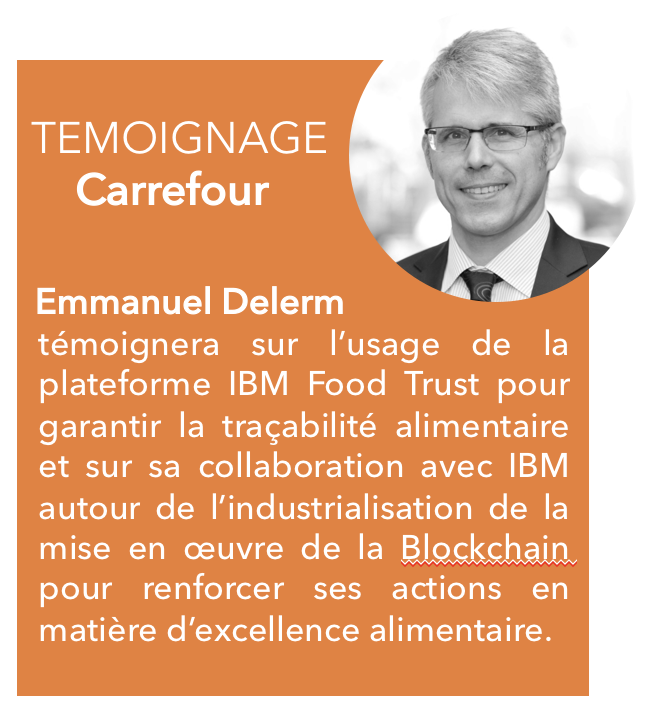 TEMOIGNAGE
Carrefour
Emmanuel Delerm
témoignera sur l’usage de la
plateforme IBM Food Trust pour
garantir la traçabilité alimentaire
et sur sa collaboration avec IBM
autour de l’industrialisation de la
mise en œuvre de la Blockchain
pour renforcer ses actions en
matière d’excellence alimentaire.